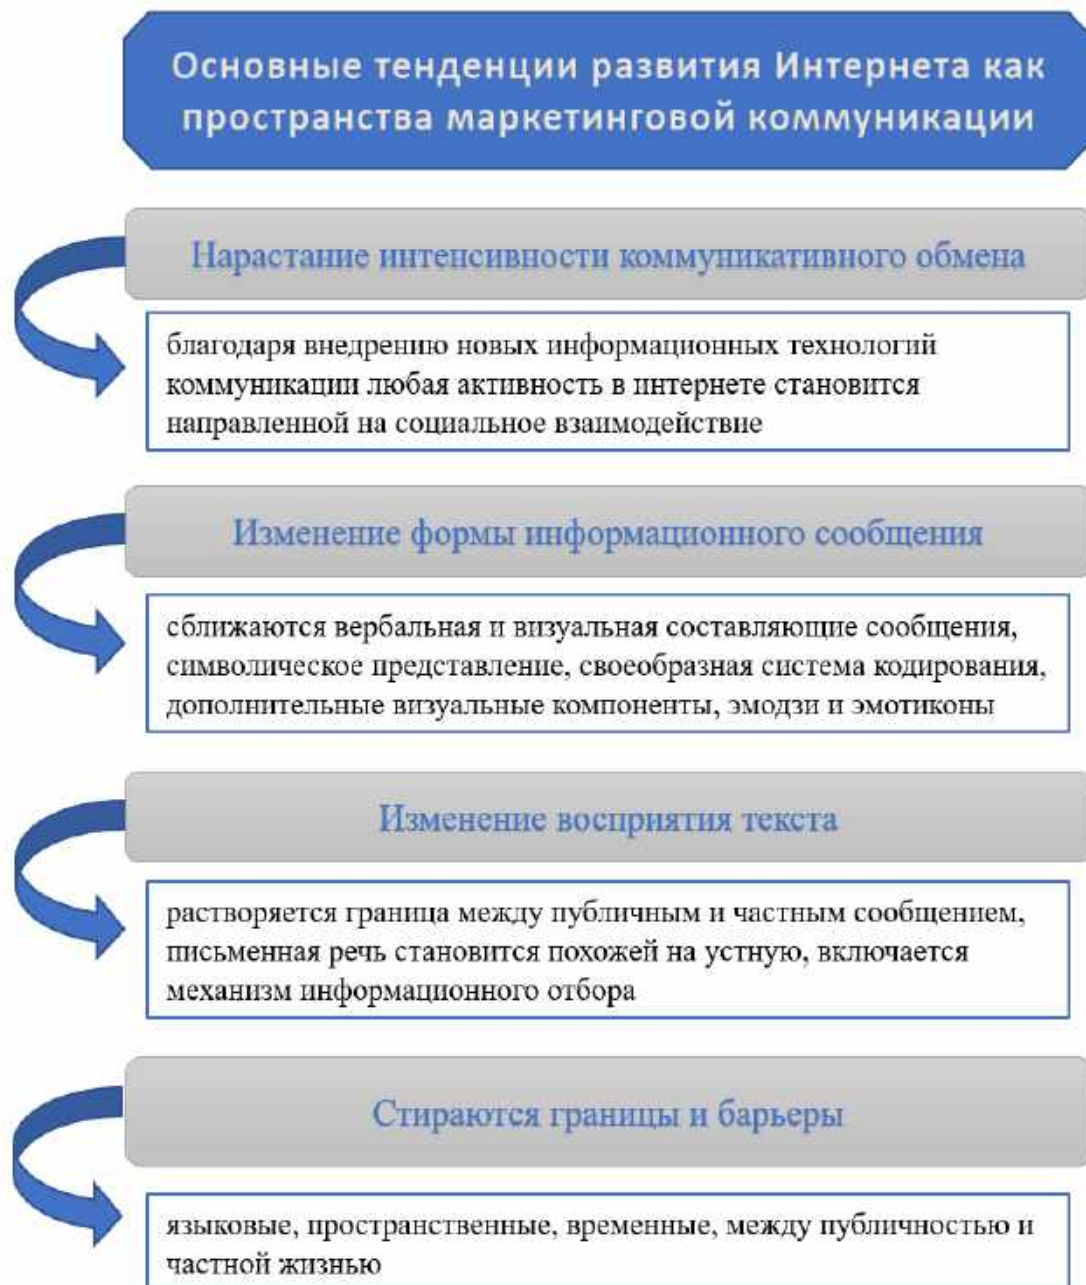 Основные тенденции развития Интернета как
пространства маркетинговой коммуникации
Нарастание интенсивности коммуникативного обмена
благодаря внедрению новых информационных технологий
коммуникации любая активность в интернете становится
направленной на социальное взаимодействие
Изменение формы информационного сообщения
сближаются вербальная и визуальная составляющие сообщения,
символическое представление, своеобразная система кодирования,
дополнительные визуальные компоненты, эмодзи и эмотиконы
Изменение восприятия текста
растворяется граница между публичным и частным сообщением,
письменная речь становится похожей на устную, включается
механизм информационного отбора
Стираются границы и барьеры
языковые, пространственные, временные, между публичностью и
частной жизнью